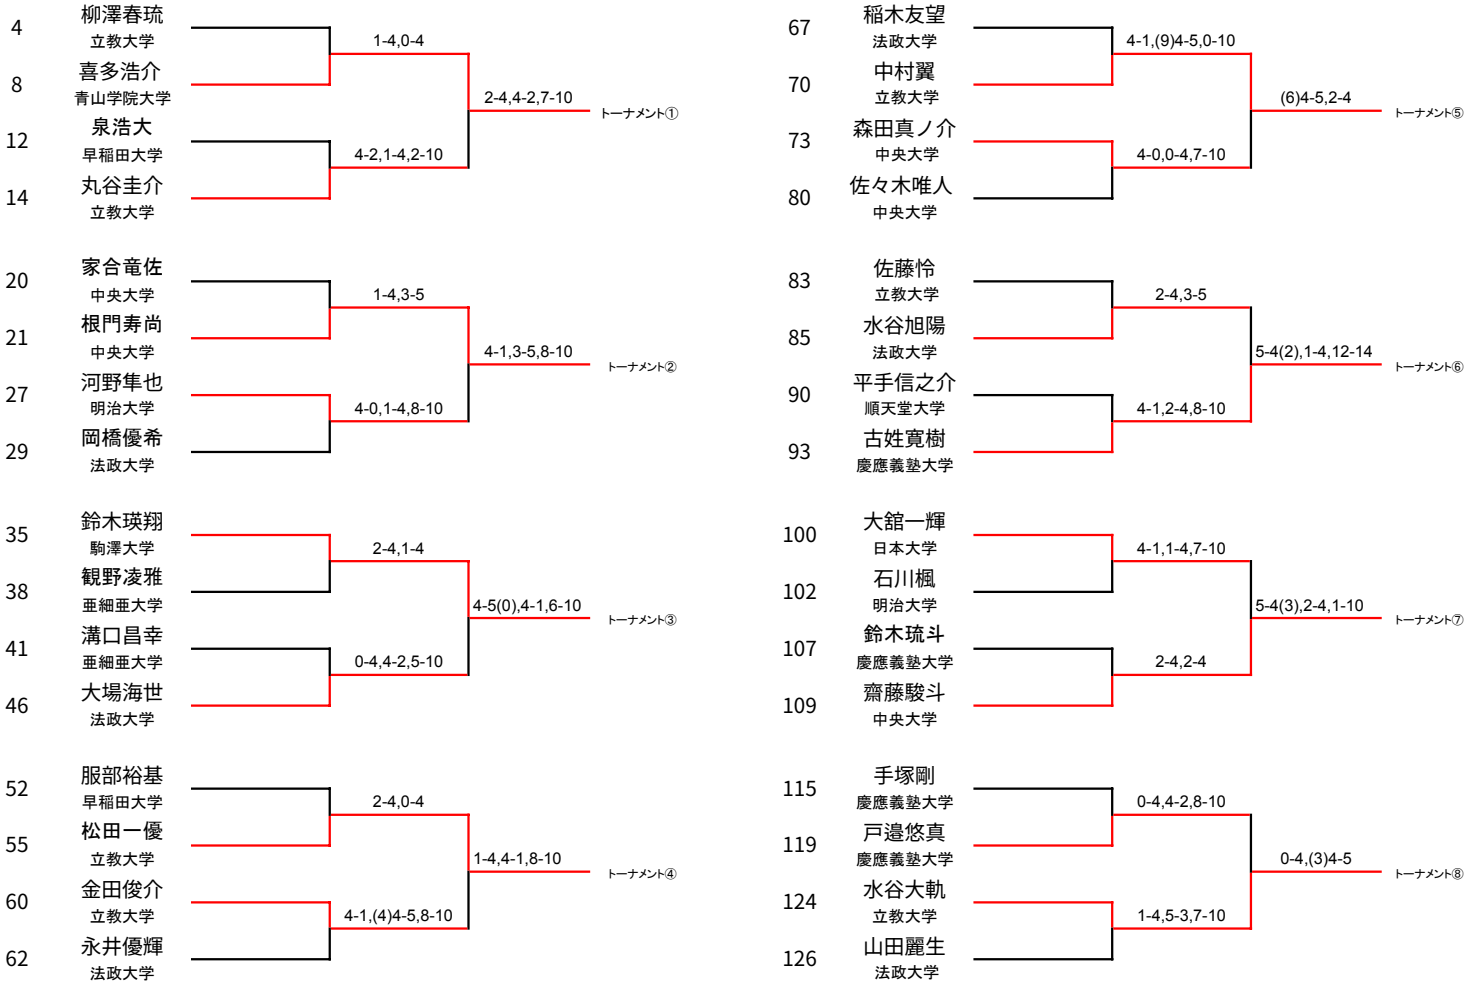 4
柳澤春琉
立教大学
1-4,0-4
8
喜多浩介
青山学院大学
2-4,4-2,7-10
トーナメント①
12
泉浩大
早稲田大学
4-2,1-4,2-10
14
丸谷圭介
立教大学
20
家合竜佐
中央大学
1-4,3-5
21
根門寿尚
中央大学
4-1,3-5,8-10
トーナメント②
27
河野隼也
明治大学
4-0,1-4,8-10
29
岡橋優希
法政大学
35
鈴木瑛翔
駒澤大学
2-4,1-4
38
観野凌雅
亜細亜大学
4-5(0),4-1,6-10
トーナメント③
41
溝口昌幸
亜細亜大学
0-4,4-2,5-10
46
大場海世
法政大学
52
服部裕基
早稲田大学
2-4,0-4
55
松田一優
立教大学
1-4,4-1,8-10
トーナメント④
60
金田俊介
立教大学
4-1,(4)4-5,8-10
62
永井優輝
法政大学
67
稲木友望
法政大学
4-1,(9)4-5,0-10
70
中村翼
立教大学
(6)4-5,2-4
トーナメント⑤
73
森田真ノ介
中央大学
4-0,0-4,7-10
80
佐々木唯人
中央大学
83
佐藤怜
立教大学
2-4,3-5
85
水谷旭陽
法政大学
5-4(2),1-4,12-14
トーナメント⑥
90
平手信之介
順天堂大学
4-1,2-4,8-10
93
古姓寛樹
慶應義塾大学
100
大舘一輝
日本大学
4-1,1-4,7-10
102
石川楓
明治大学
5-4(3),2-4,1-10
トーナメント⑦
107
鈴木琉斗
慶應義塾大学
2-4,2-4
109
齋藤駿斗
中央大学
115
手塚剛
慶應義塾大学
0-4,4-2,8-10
119
戸邉悠真
慶應義塾大学
0-4,(3)4-5
トーナメント⑧
124
水谷大軌
立教大学
1-4,5-3,7-10
126
山田麗生
法政大学